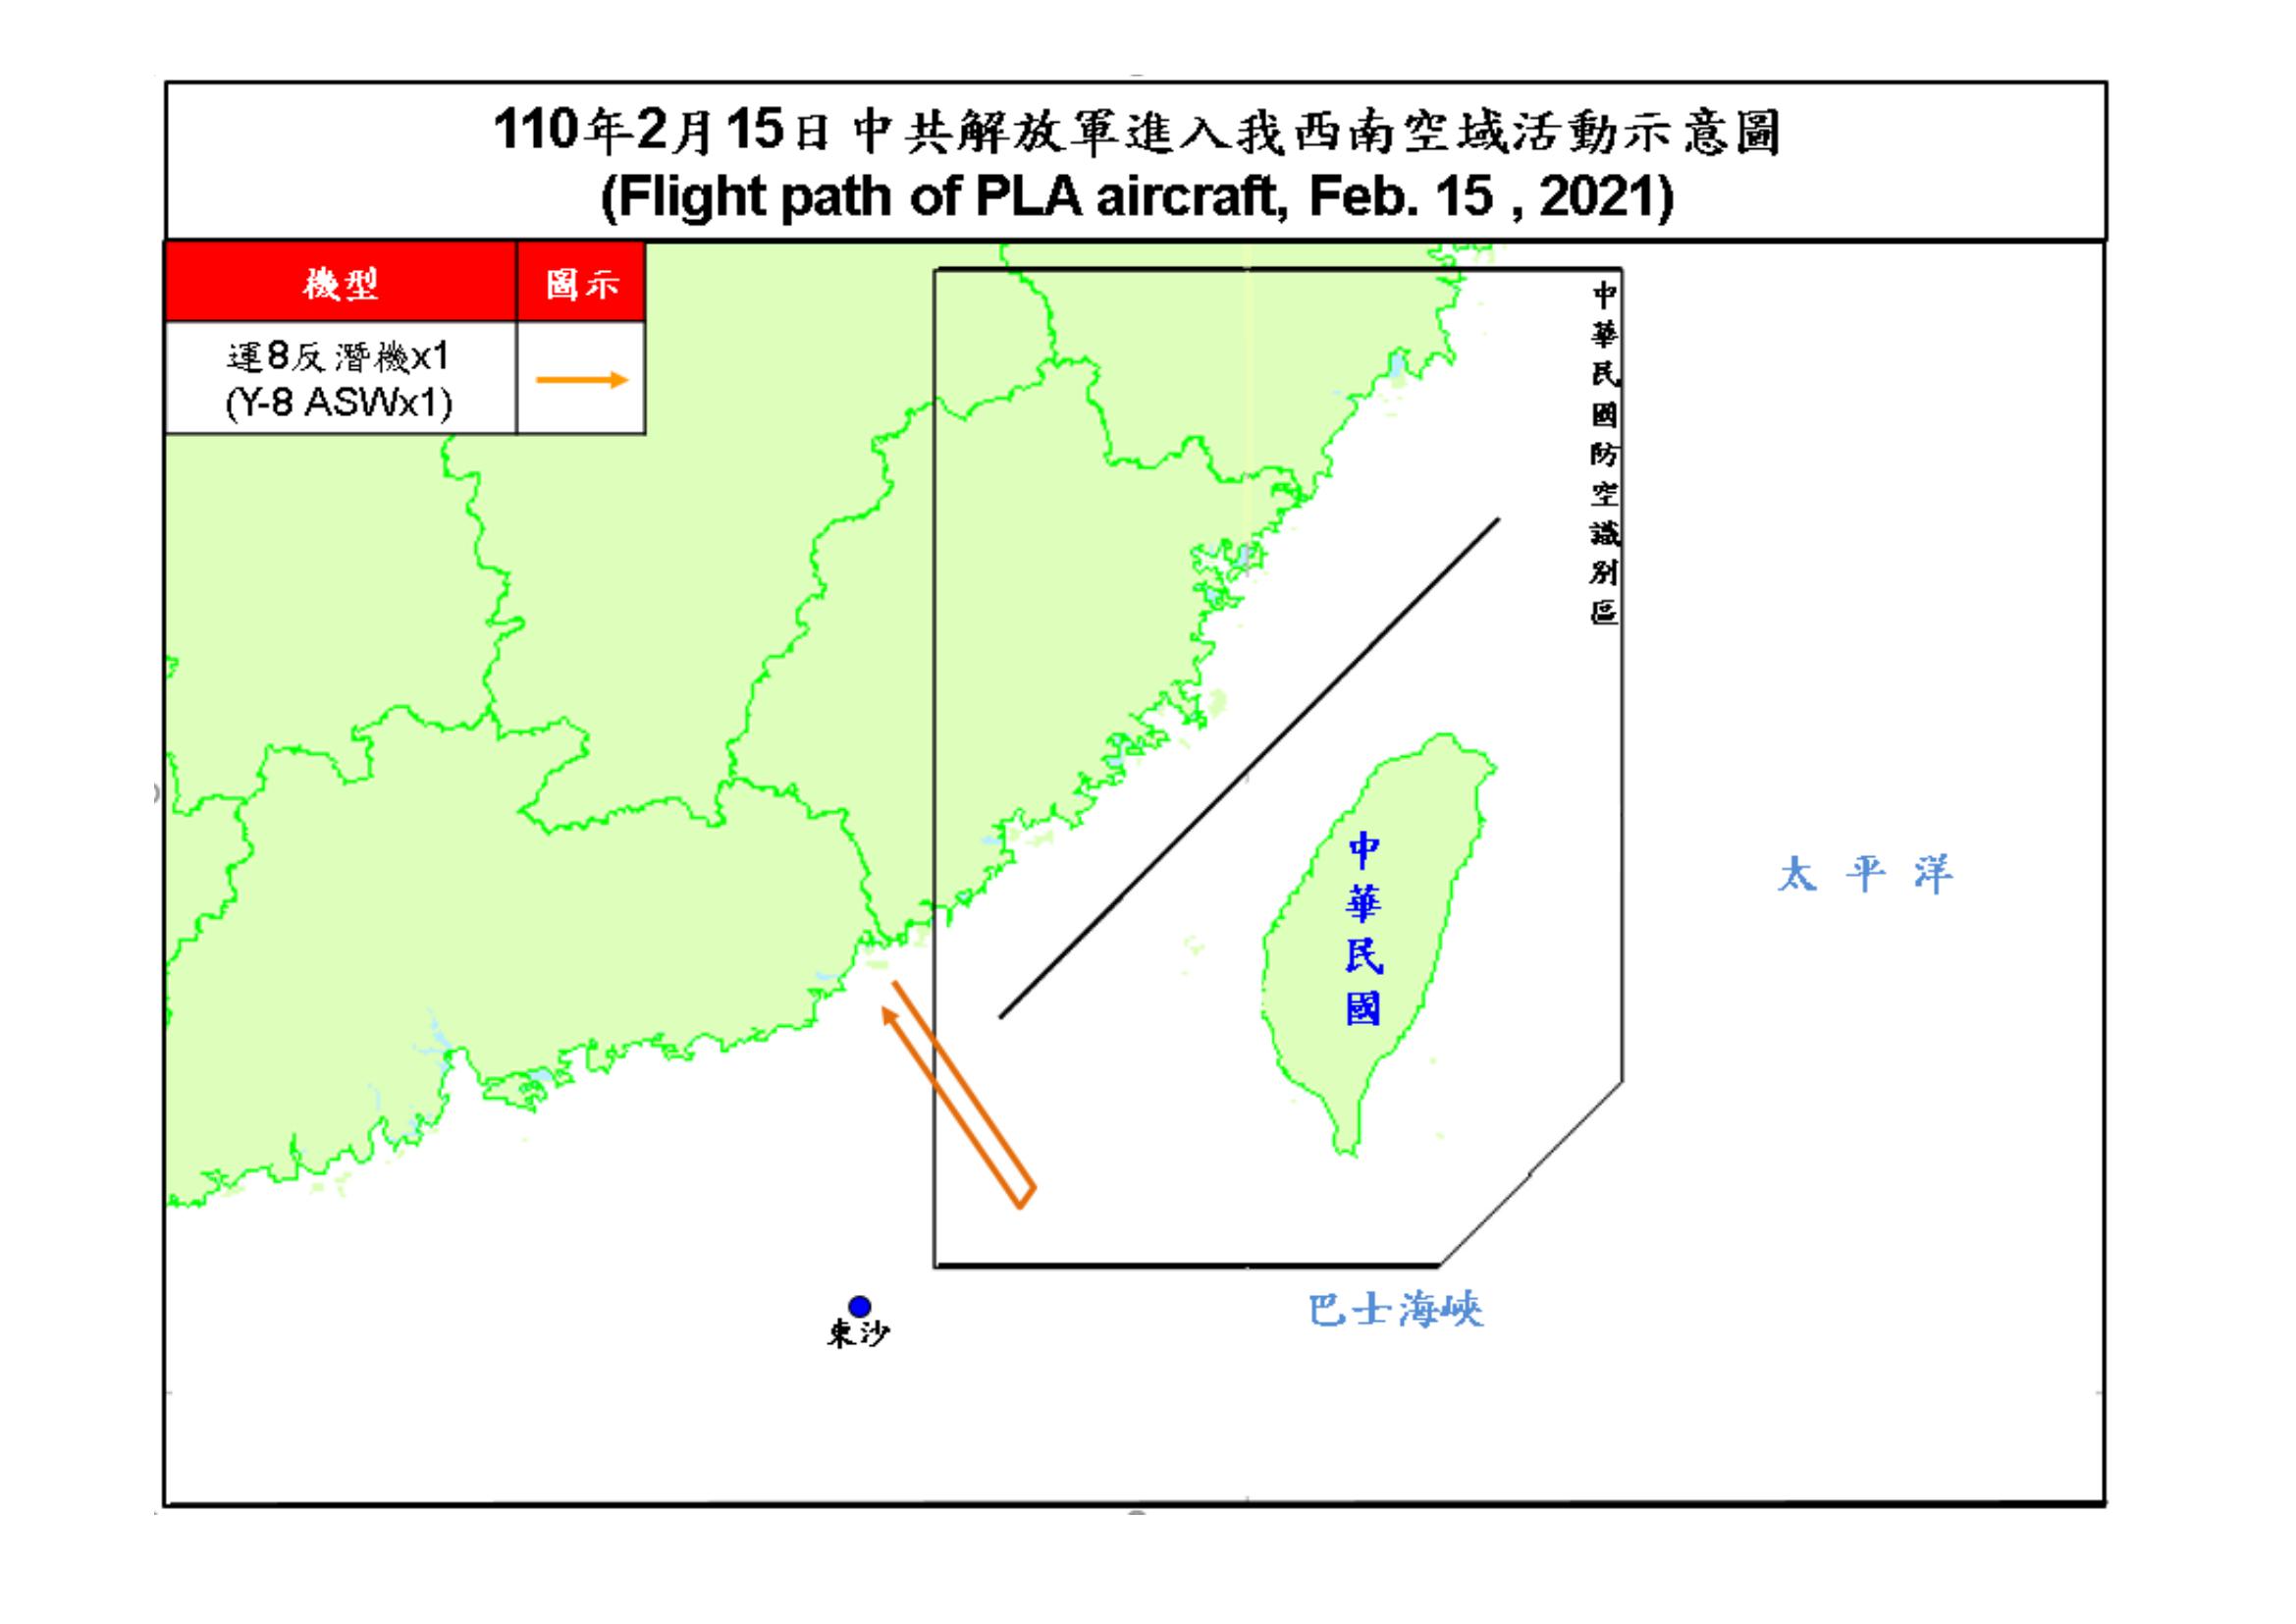 110年2月15日中共解放軍進入我西南空域活動示意圖
(Flight path of PLA aircraft, Feb. 15 , 2021)
機型 圖示
運8反潛機x1
(Y-8 ASWx1)
中華民國防空識別區
中華民國
太平洋
巴士海峽
東沙